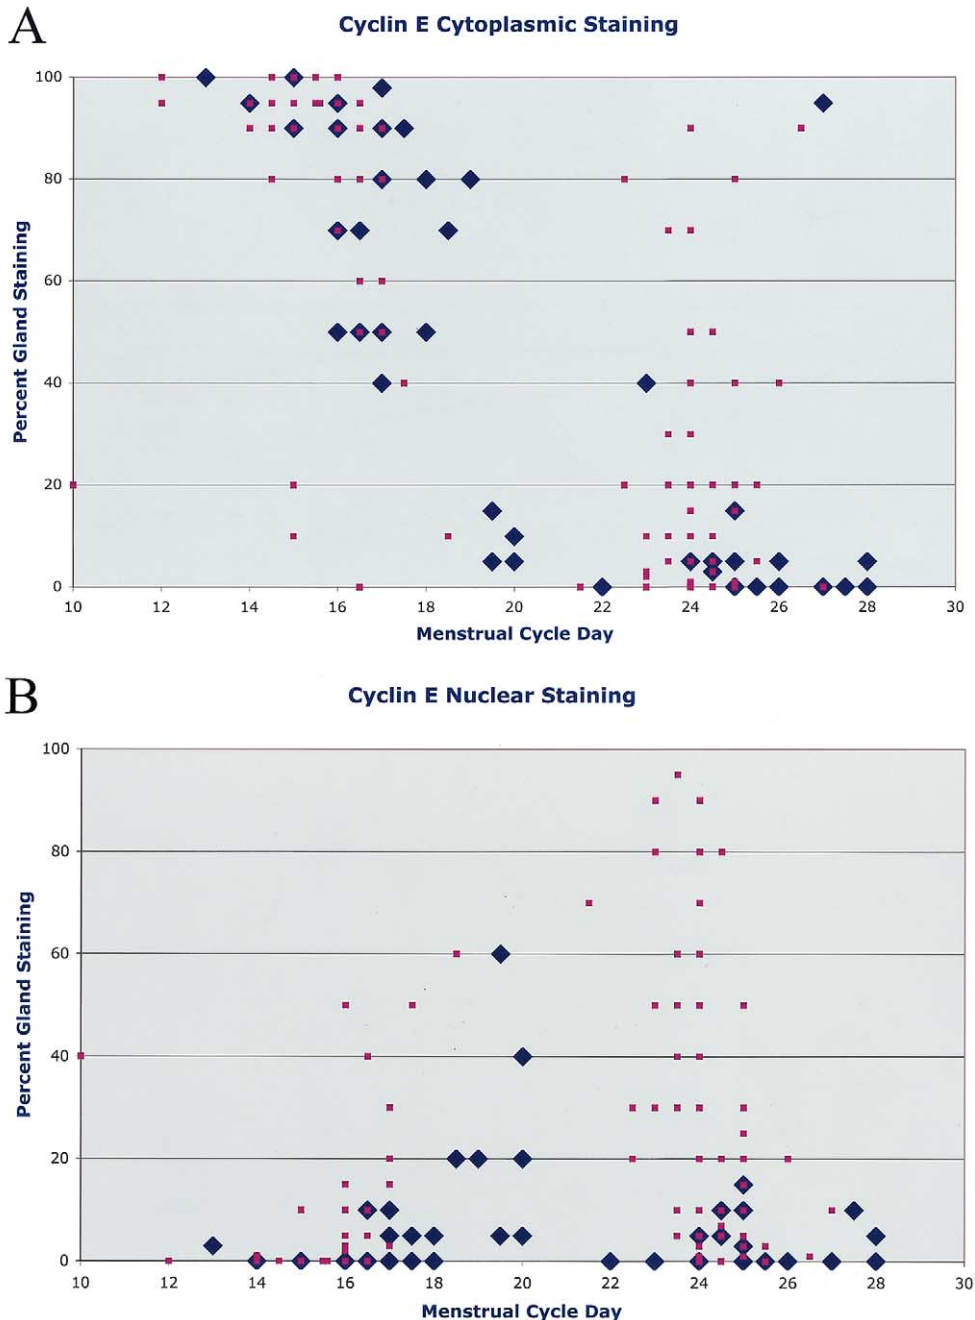 A
Cyclin E Cytoplasmic Staining
Percent Gland Staining
100
80
60
40
20
0
10 12 14 16 18 20 22 24 26 28 30
Menstrual Cycle Day
B
Cyclin E Nuclear Staining
Percent Gland Staining
100
80
60
40
20
0
10 12 14 16 18 20 22 24 26 28 30
Menstrual Cycle Day